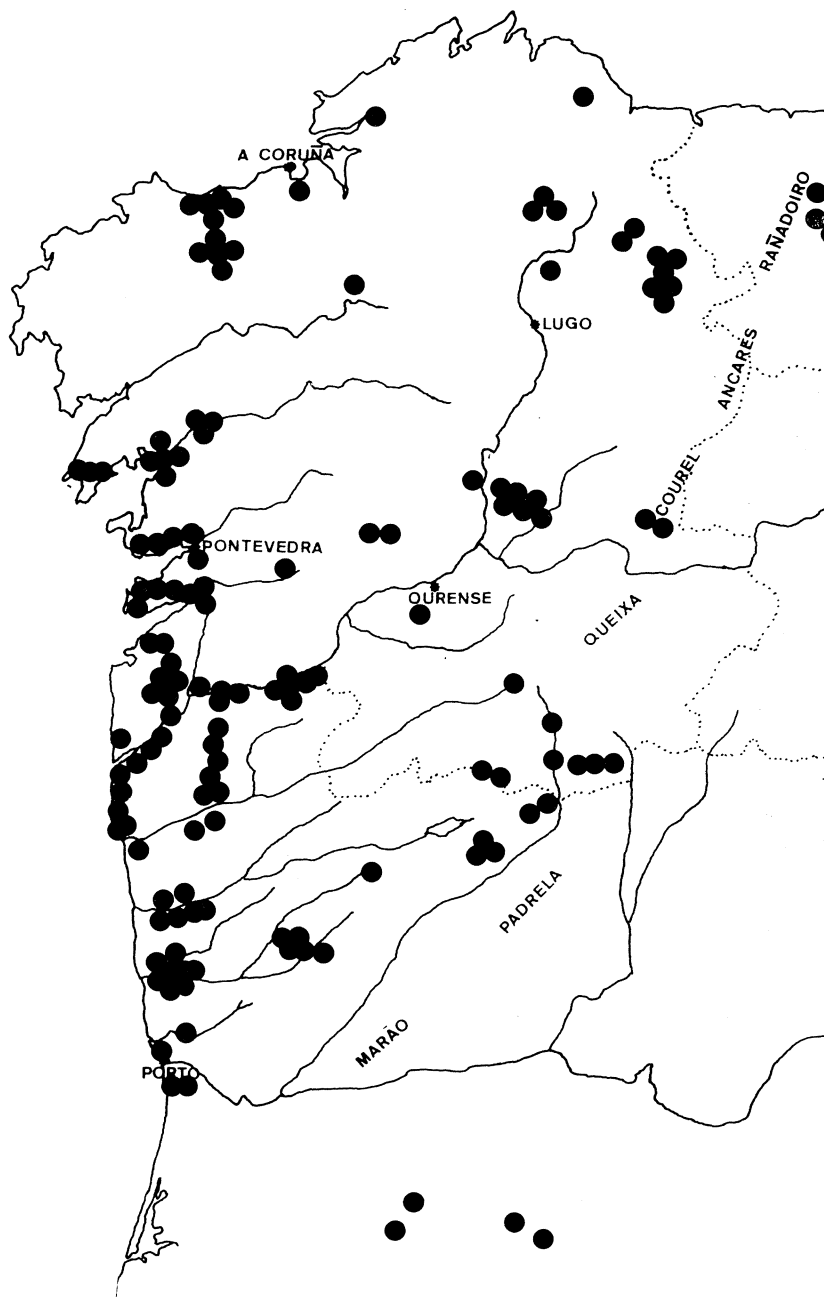 A CORUÑA
RAÑADOIRO
LUGO
ANCARES
COUREL
PONTEVEDRA
OURENSE
QUEIXA
PADRELA
MARÃO
PORTO